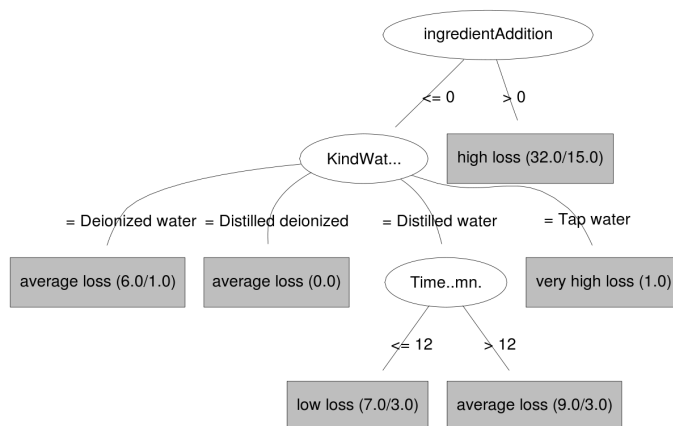 ingredientAddition
<= 0
> 0
KindWat...
high loss (32.0/15.0)
= Deionized water
= Distilled deionized
= Distilled water
= Tap water
average loss (6.0/1.0)
average loss (0.0)
Time..mn.
very high loss (1.0)
<= 12
> 12
low loss (7.0/3.0)
average loss (9.0/3.0)